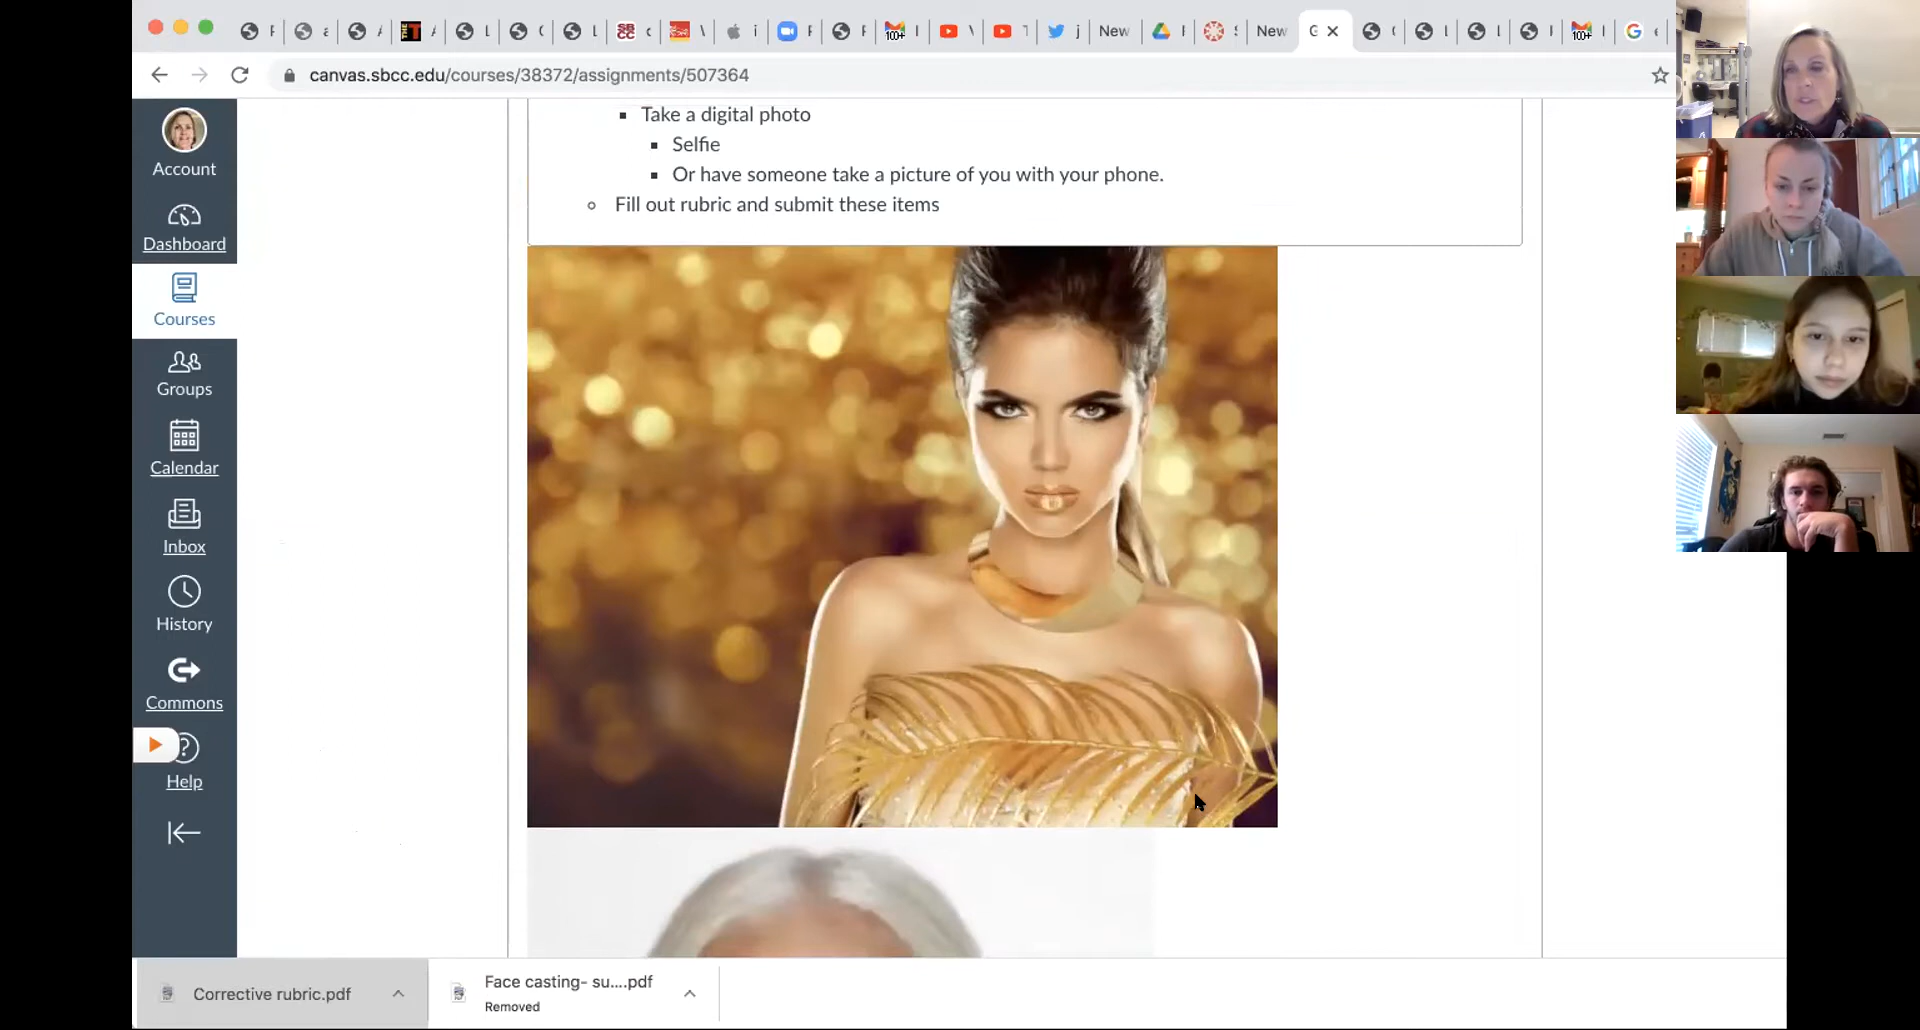 New
New
G
canvas.sbcc.edu/courses/38372/assignments/507364
Account
Dashboard
Courses
Groups
Calendar
Inbox
History
Commons
Help
Take a digital photo
Selfie
Or have someone take a picture of you with your phone.
Fill out rubric and submit these items
Corrective rubric.pdf
Face casting- su....pdf
Removed